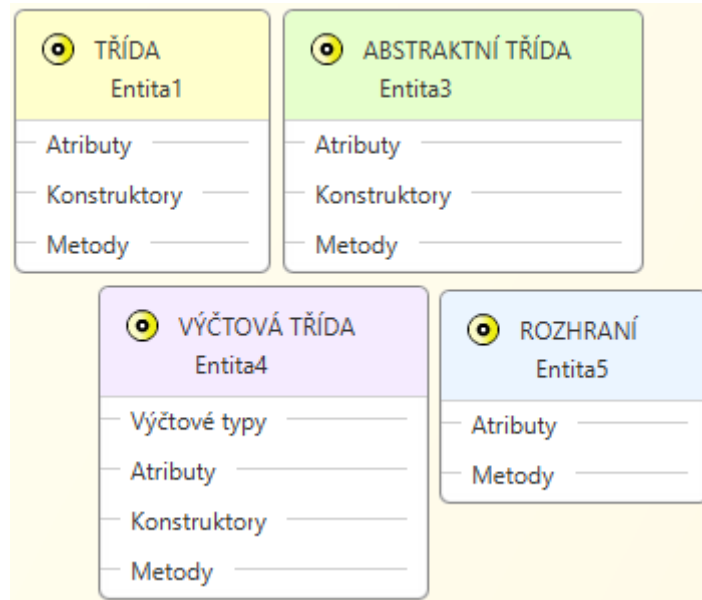 TŘÍDA
Entita1
Atributy
Konstruktory
Metody
ABSTRAKTNÍ TŘÍDA
Entita3
Atributy
Konstruktory
Metody
VÝČTOVÁ TŘÍDA
Entita4
Výčtové typy
Atributy
Konstruktory
Metody
ROZHRANÍ
Entita5
Atributy
Metody